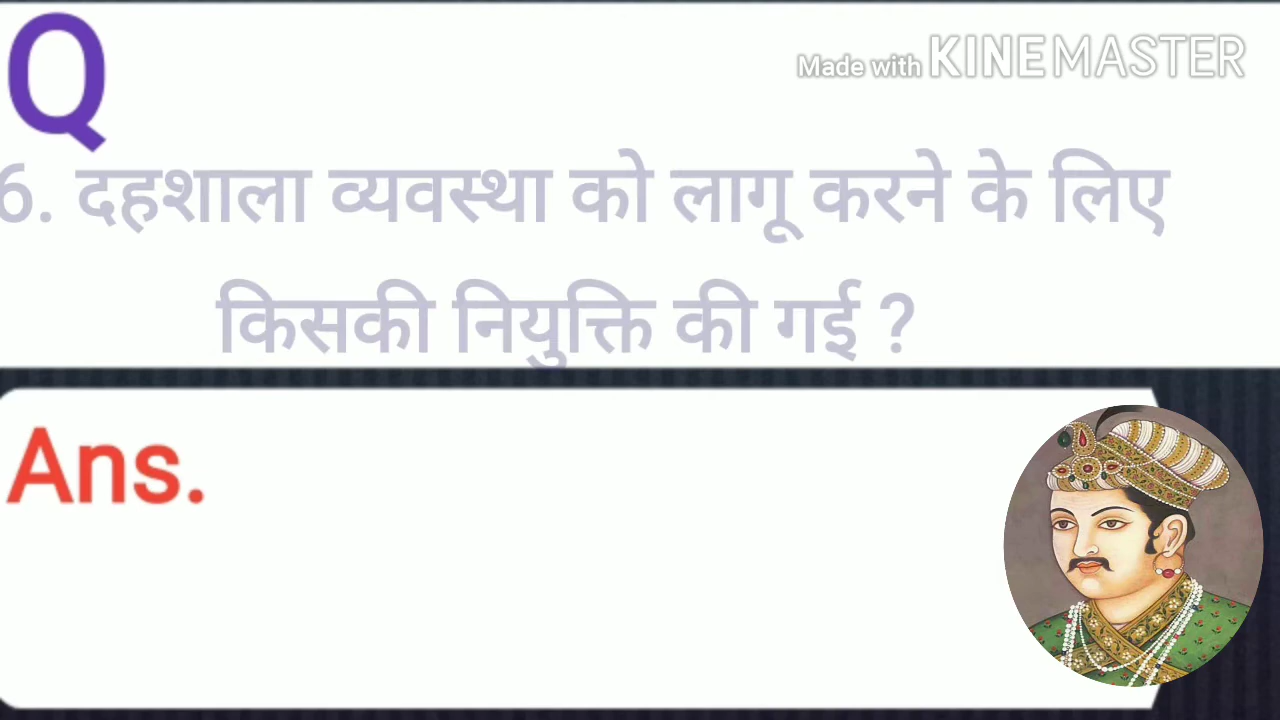 Q
Made with KINEMASTER
6. दहशाला व्यवस्था को लागू करने के लिए
किसकी नियुक्ति की गई ?
Ans.